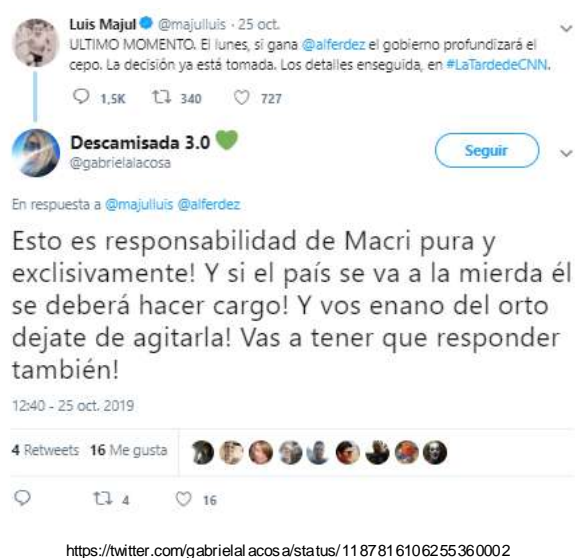 Luis Majul @majulluis · 25 oct.
ULTIMO MOMENTO. El lunes, si gana @alferdez el gobierno profundizará el
cepo. La decisión ya está tomada. Los detalles enseguida, en #LaTardedeCNN.
1,5K 340 727
Descamisada 3.0
@gabrielalacosa
Seguir
En respuesta a @majulluis @alferdez
Esto es responsabilidad de Macri pura y
exclisivamente! Y si el país se va a la mierda él
se deberá hacer cargo! Y vos enano del orto
dejate de agitarla! Vas a tener que responder
también!
12:40 - 25 oct. 2019
4 Retweets 16 Me gusta
4 16
https://twitter.com/gabrielalacosa/status/1187816106255360002